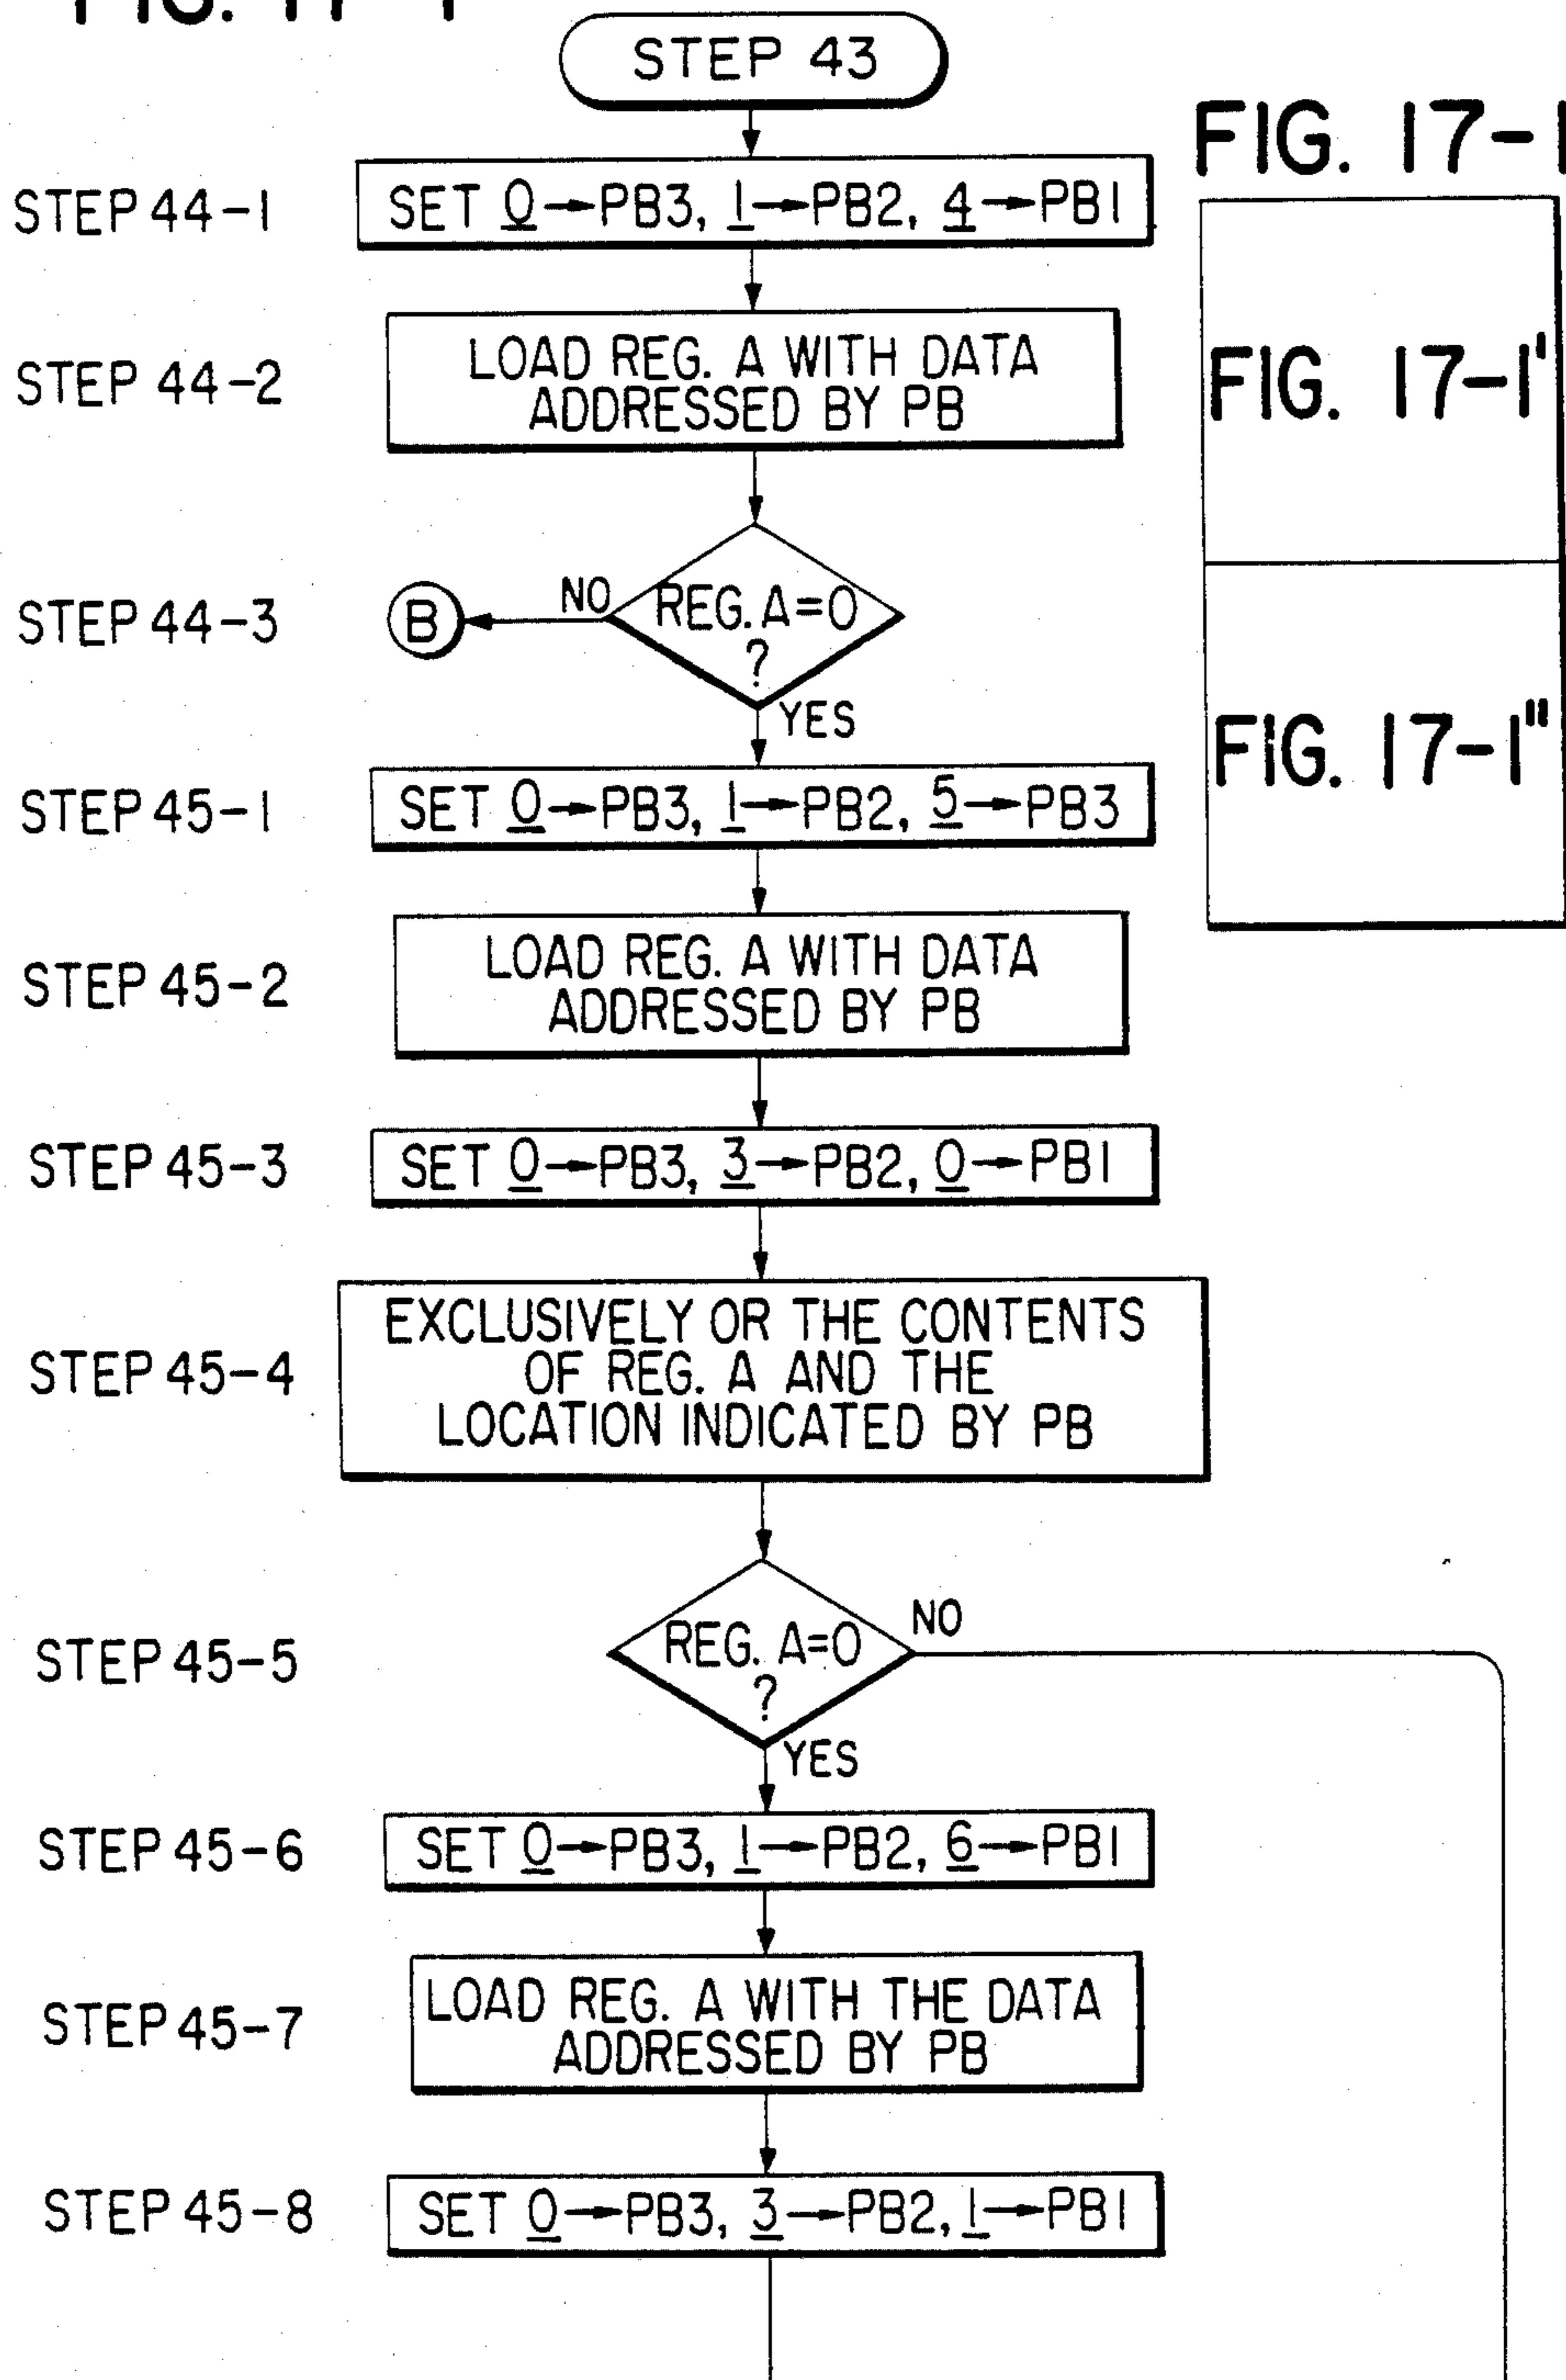 FIG. 17-1'
STEP 43
FIG. 17-1
FIG. 17-1'
FIG. 17-1"
STEP 44-1
SET 0→PB3, 1→PB2, 4→PB1
STEP 44-2
LOAD REG. A WITH DATA
ADDRESSED BY PB
STEP 44-3
B
NO
REG. A=0
?
YES
STEP 45-1
SET 0→PB3, 1→PB2, 5→PB3
STEP 45-2
LOAD REG. A WITH DATA
ADDRESSED BY PB
STEP 45-3
SET 0→PB3, 3→PB2, 0→PB1
STEP 45-4
EXCLUSIVELY OR THE CONTENTS
OF REG. A AND THE
LOCATION INDICATED BY PB
STEP 45-5
REG. A=0
?
NO
YES
STEP 45-6
SET 0→PB3, 1→PB2, 6→PB1
STEP 45-7
LOAD REG. A WITH THE DATA
ADDRESSED BY PB
STEP 45-8
SET 0→PB3, 3→PB2, 1→PB1